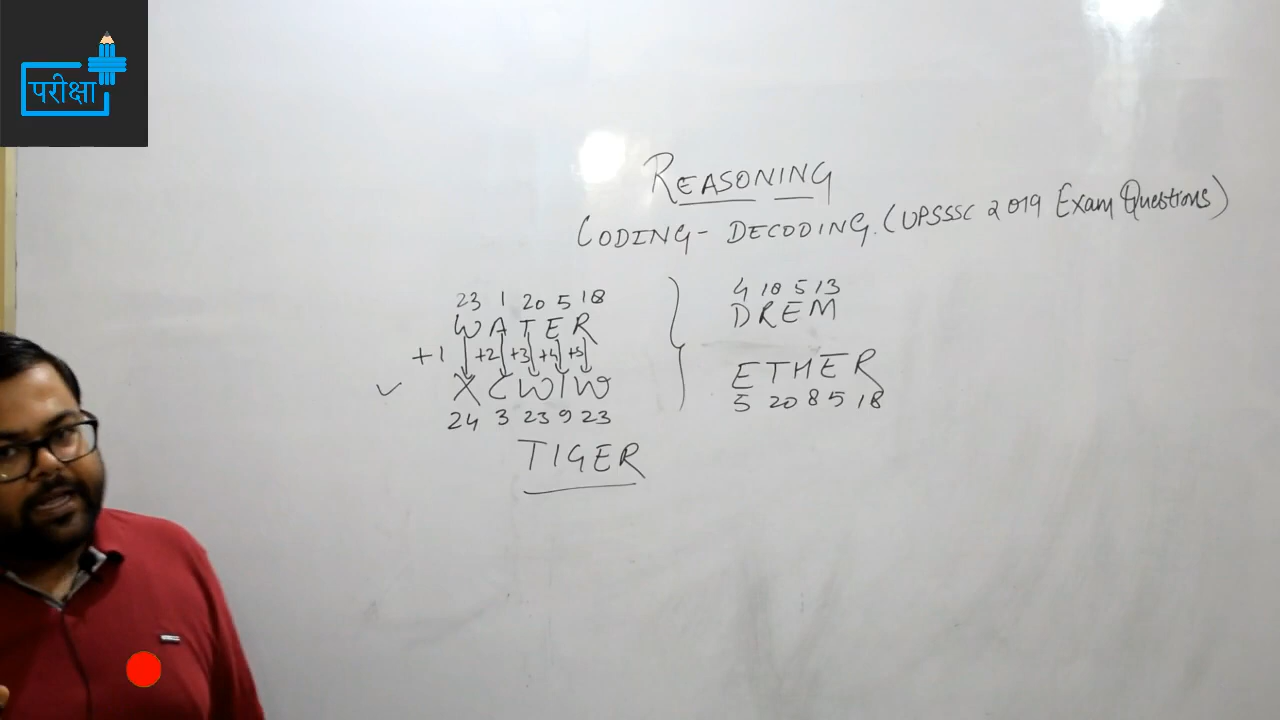 परीक्षा
REASONING
CODING - DECODING. (UPSSSC 2019 Exam Questions)
23 1 20 5 18
WATER
+1 +2 +3 +4 +5
XCWIW
24 3 23 9 23
TIGER
4 18 5 13
DREM
ETHER
5 20 8 5 18